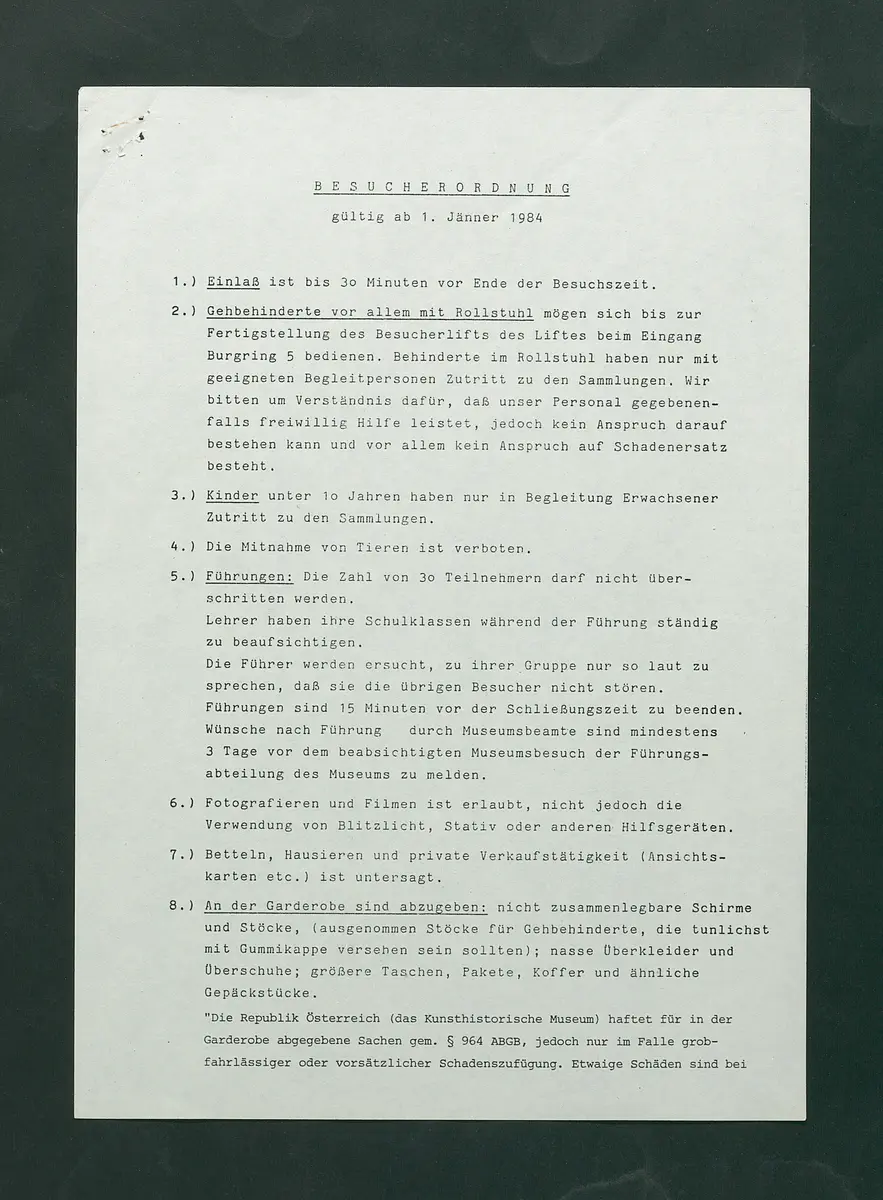 B E S U C H E R O R D N U N G
gültig ab 1. Jänner 1984
1.) Einlaß ist bis 3o Minuten vor Ende der Besuchszeit.
2.) Gehbehinderte vor allem mit Rollstuhl mögen sich bis zur
Fertigstellung des Besucherlifts des Liftes beim Eingang
Burgring 5 bedienen. Behinderte im Rollstuhl haben nur mit
geeigneten Begleitpersonen Zutritt zu den Sammlungen. Wir
bitten um Verständnis dafür, daß unser Personal gegebenen-
falls freiwillig Hilfe leistet, jedoch kein Anspruch darauf
bestehen kann und vor allem kein Anspruch auf Schadenersatz
besteht.
3.) Kinder unter 1o Jahren haben nur in Begleitung Erwachsener
Zutritt zu den Sammlungen.
4.) Die Mitnahme von Tieren ist verboten.
5.) Führungen: Die Zahl von 3o Teilnehmern darf nicht über-
schritten werden.
Lehrer haben ihre Schulklassen während der Führung ständig
zu beaufsichtigen.
Die Führer werden ersucht, zu ihrer Gruppe nur so laut zu
sprechen, daß sie die übrigen Besucher nicht stören.
Führungen sind 15 Minuten vor der Schließungszeit zu beenden.
Wünsche nach Führung durch Museumsbeamte sind mindestens
3 Tage vor dem beabsichtigten Museumsbesuch der Führungs-
abteilung des Museums zu melden.
6.) Fotografieren und Filmen ist erlaubt, nicht jedoch die
Verwendung von Blitzlicht, Stativ oder anderen Hilfsgeräten.
7.) Betteln, Hausieren und private Verkaufstätigkeit (Ansichts-
karten etc.) ist untersagt.
8.) An der Garderobe sind abzugeben: nicht zusammenlegbare Schirme
und Stöcke, (ausgenommen Stöcke für Gehbehinderte, die tunlichst
mit Gummikappe versehen sein sollten); nasse Überkleider und
Überschuhe; größere Taschen, Pakete, Koffer und ähnliche
Gepäckstücke.
"Die Republik Österreich (das Kunsthistorische Museum) haftet für in der
Garderobe abgegebene Sachen gem. § 964 ABGB, jedoch nur im Falle grob-
fahrlässiger oder vorsätzlicher Schadenszufügung. Etwaige Schäden sind bei